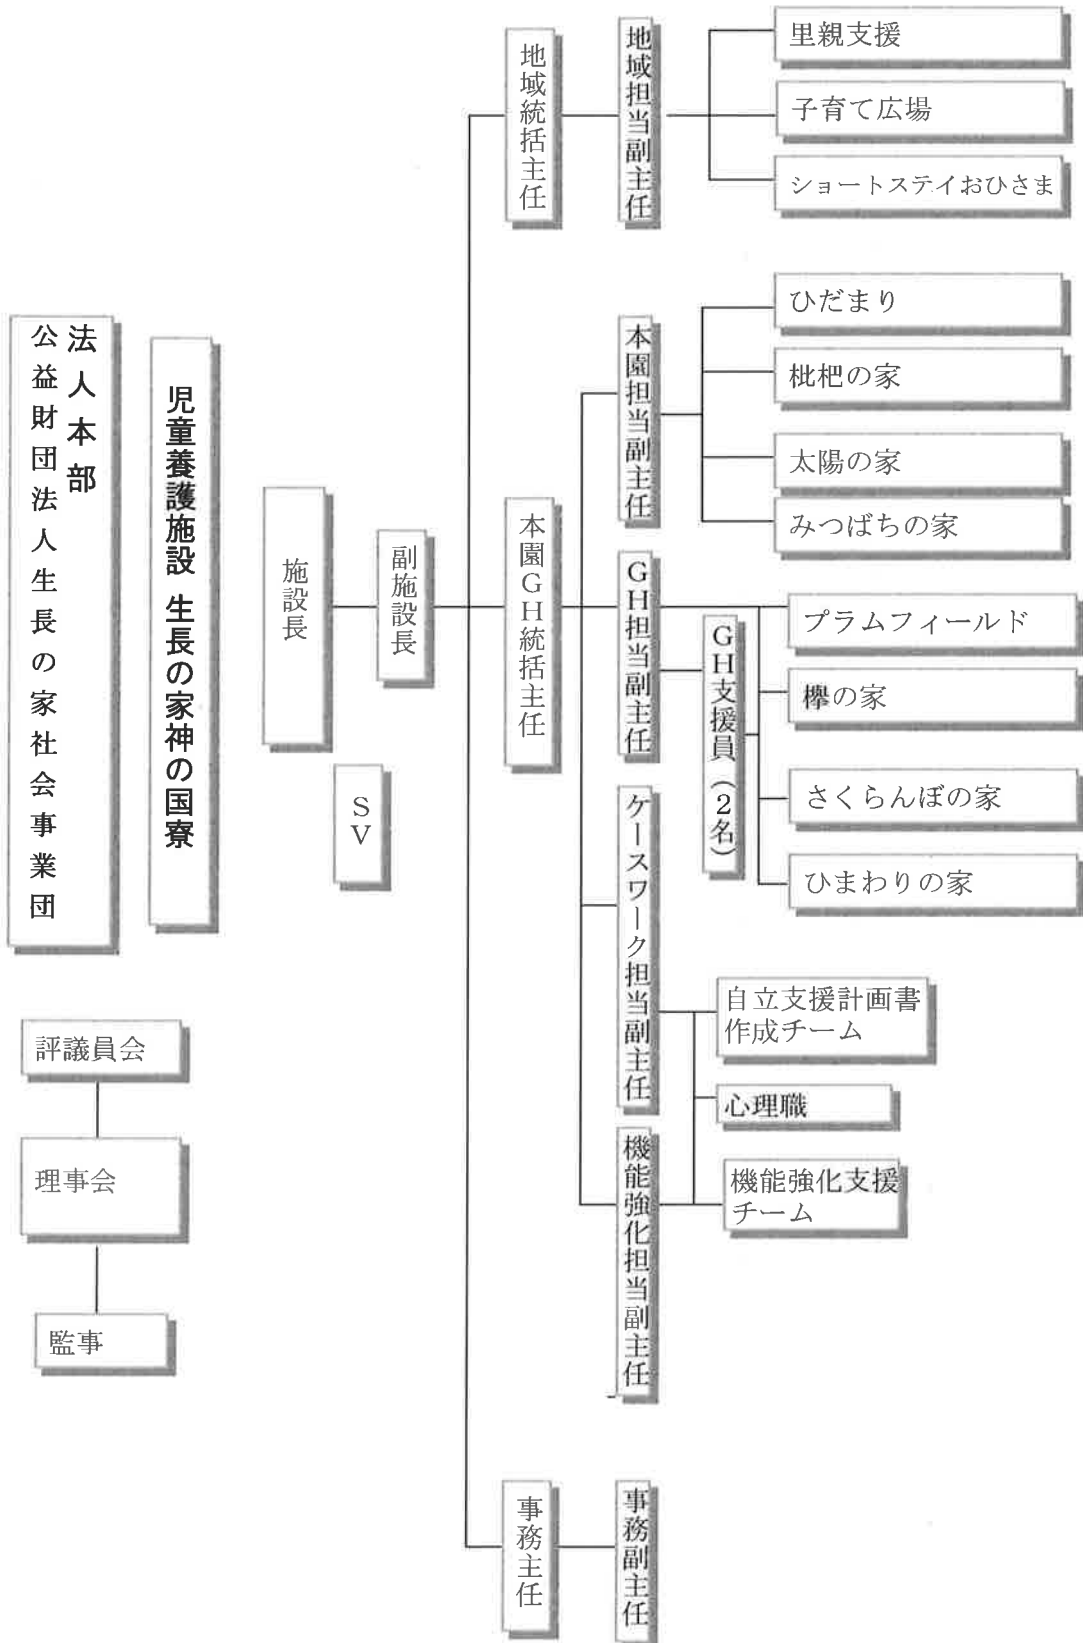 法人本部
公益財団法人生長の家社会事業団
児童養護施設 生長の家神の国寮
評議員会
理事会
監事
施設長
SV
副施設長
地域統括主任
地域担当副主任
里親支援
子育て広場
ショートステイおひさま
本園GH統括主任
本園担当副主任
ひだまり
枇杷の家
太陽の家
みつばちの家
GH担当副主任
GH支援員(2名)
プラムフィールド
欅の家
さくらんぼの家
ひまわりの家
ケースワーク担当副主任
自立支援計画書
作成チーム
心理職
機能強化担当副主任
機能強化支援
チーム
事務主任
事務副主任